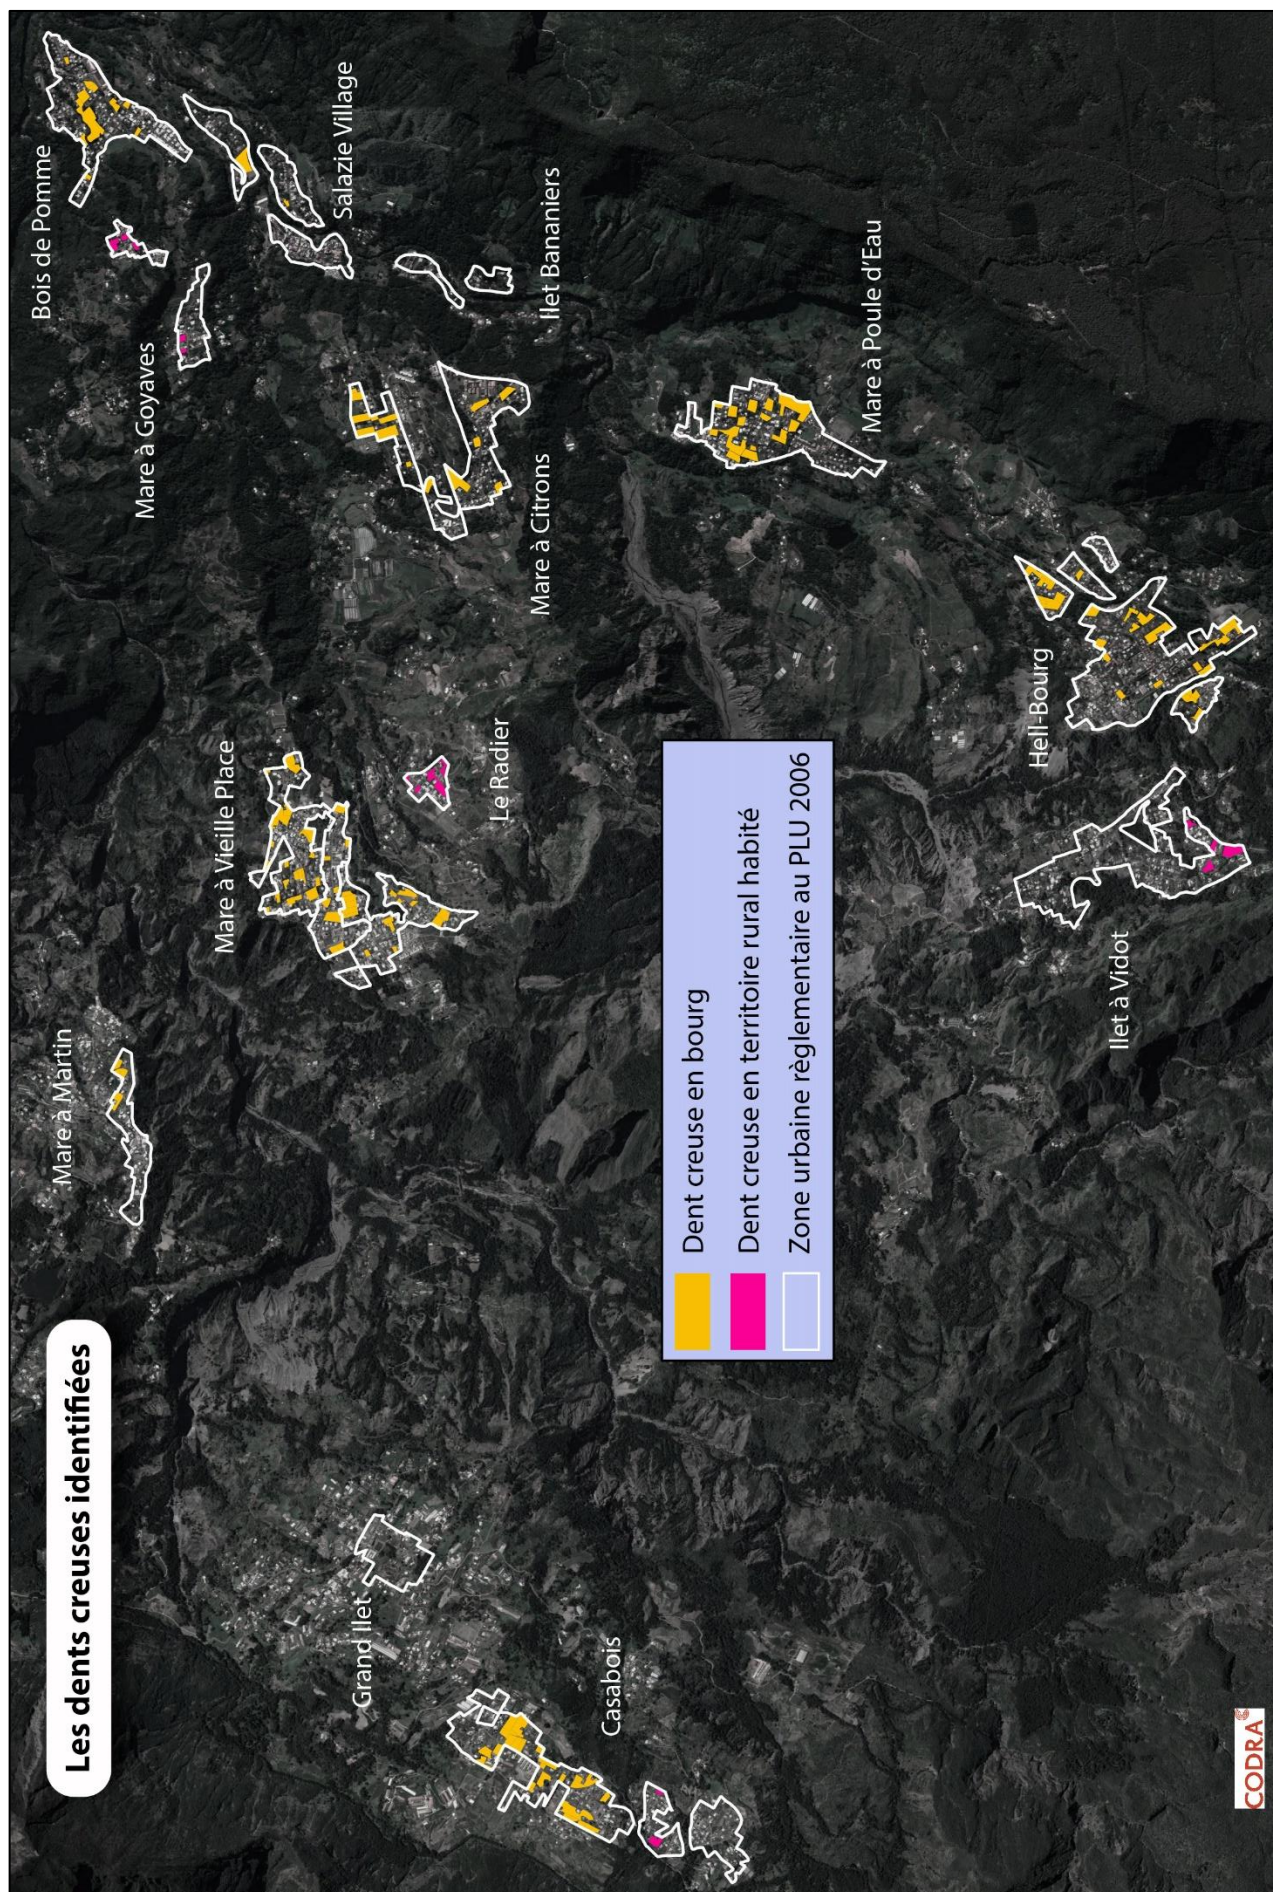 Les dents creuses identifiées
Mare à Martin
Mare à Vieille Place
Mare à Goyaves
Bois de Pomme
Salazie Village
Grand Ilet
Casabois
Le Radier
Mare à Citrons
Ilet Bananiers
Mare à Poule d'Eau
Hell-Bourg
Ilet à Vidot
Dent creuse en bourg
Dent creuse en territoire rural habité
Zone urbaine règlementaire au PLU 2006
CODRA